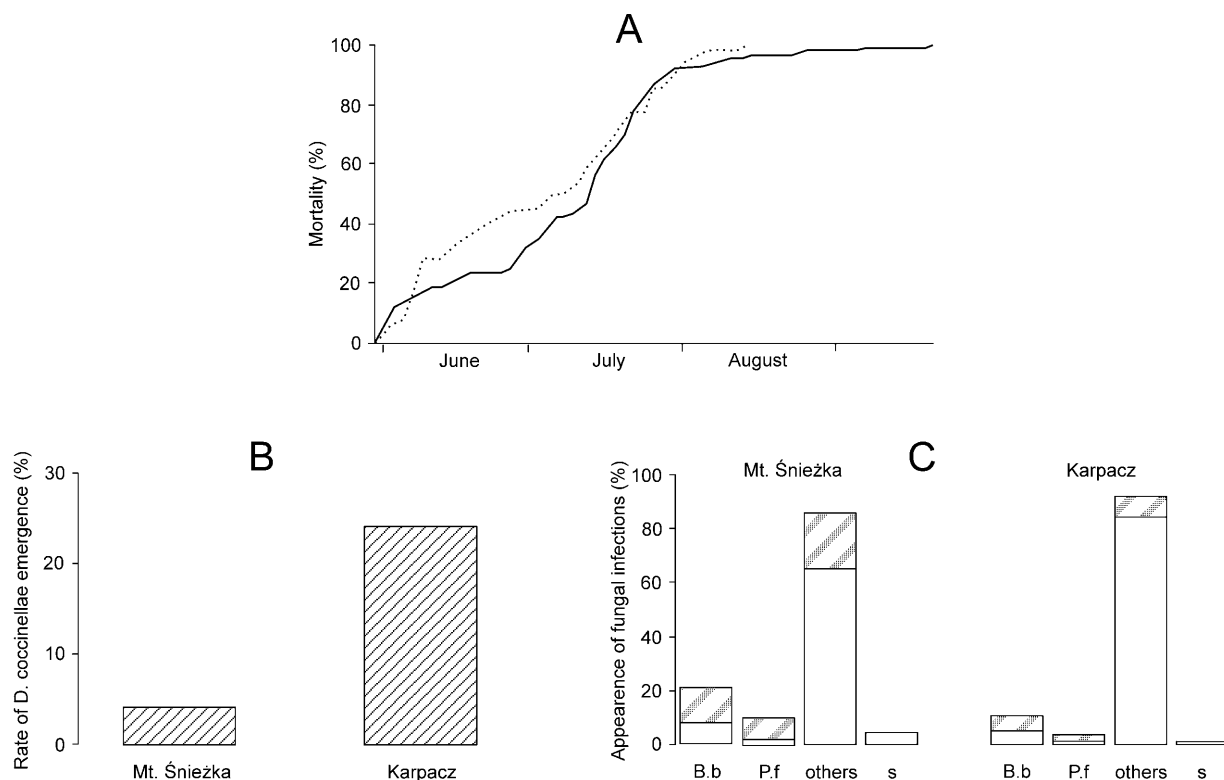 A
Mortality (%)
100
80
60
40
20
0
June July August
B
Rate of D. coccinellae emergence (%)
30
20
10
0
Mt. Śnieżka Karpacz
C
Appearence of fungal infections (%)
Mt. Śnieżka Karpacz
100
80
60
40
20
0
B.b P.f others s B.b P.f others s